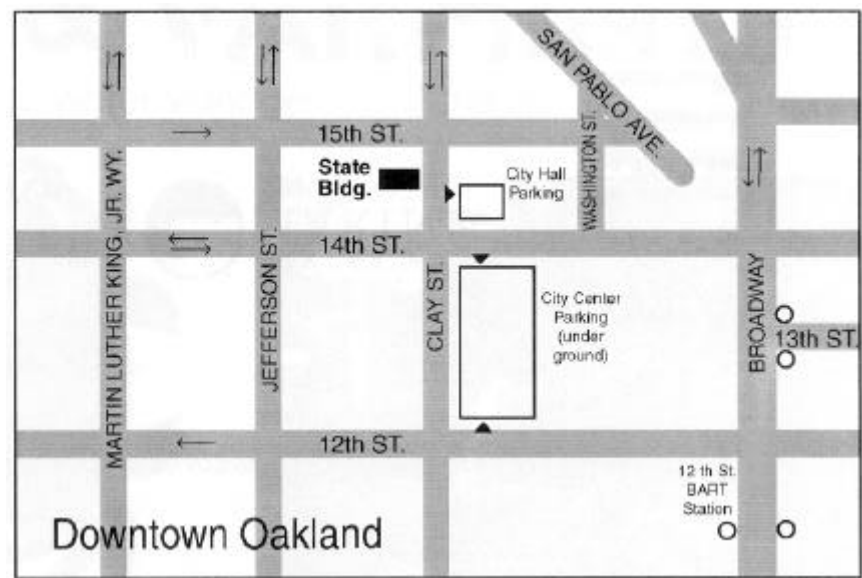 SAN PABLO AVE.
15th ST.
WASHINGTON ST.
State
Bldg.
City Hall
Parking
MARTIN LUTHER KING, JR. WY.
JEFFERSON ST.
14th ST.
CLAY ST.
City Center
Parking
(under
ground)
BROADWAY
13th ST.
12th ST.
12 th St.
BART
Station
Downtown Oakland